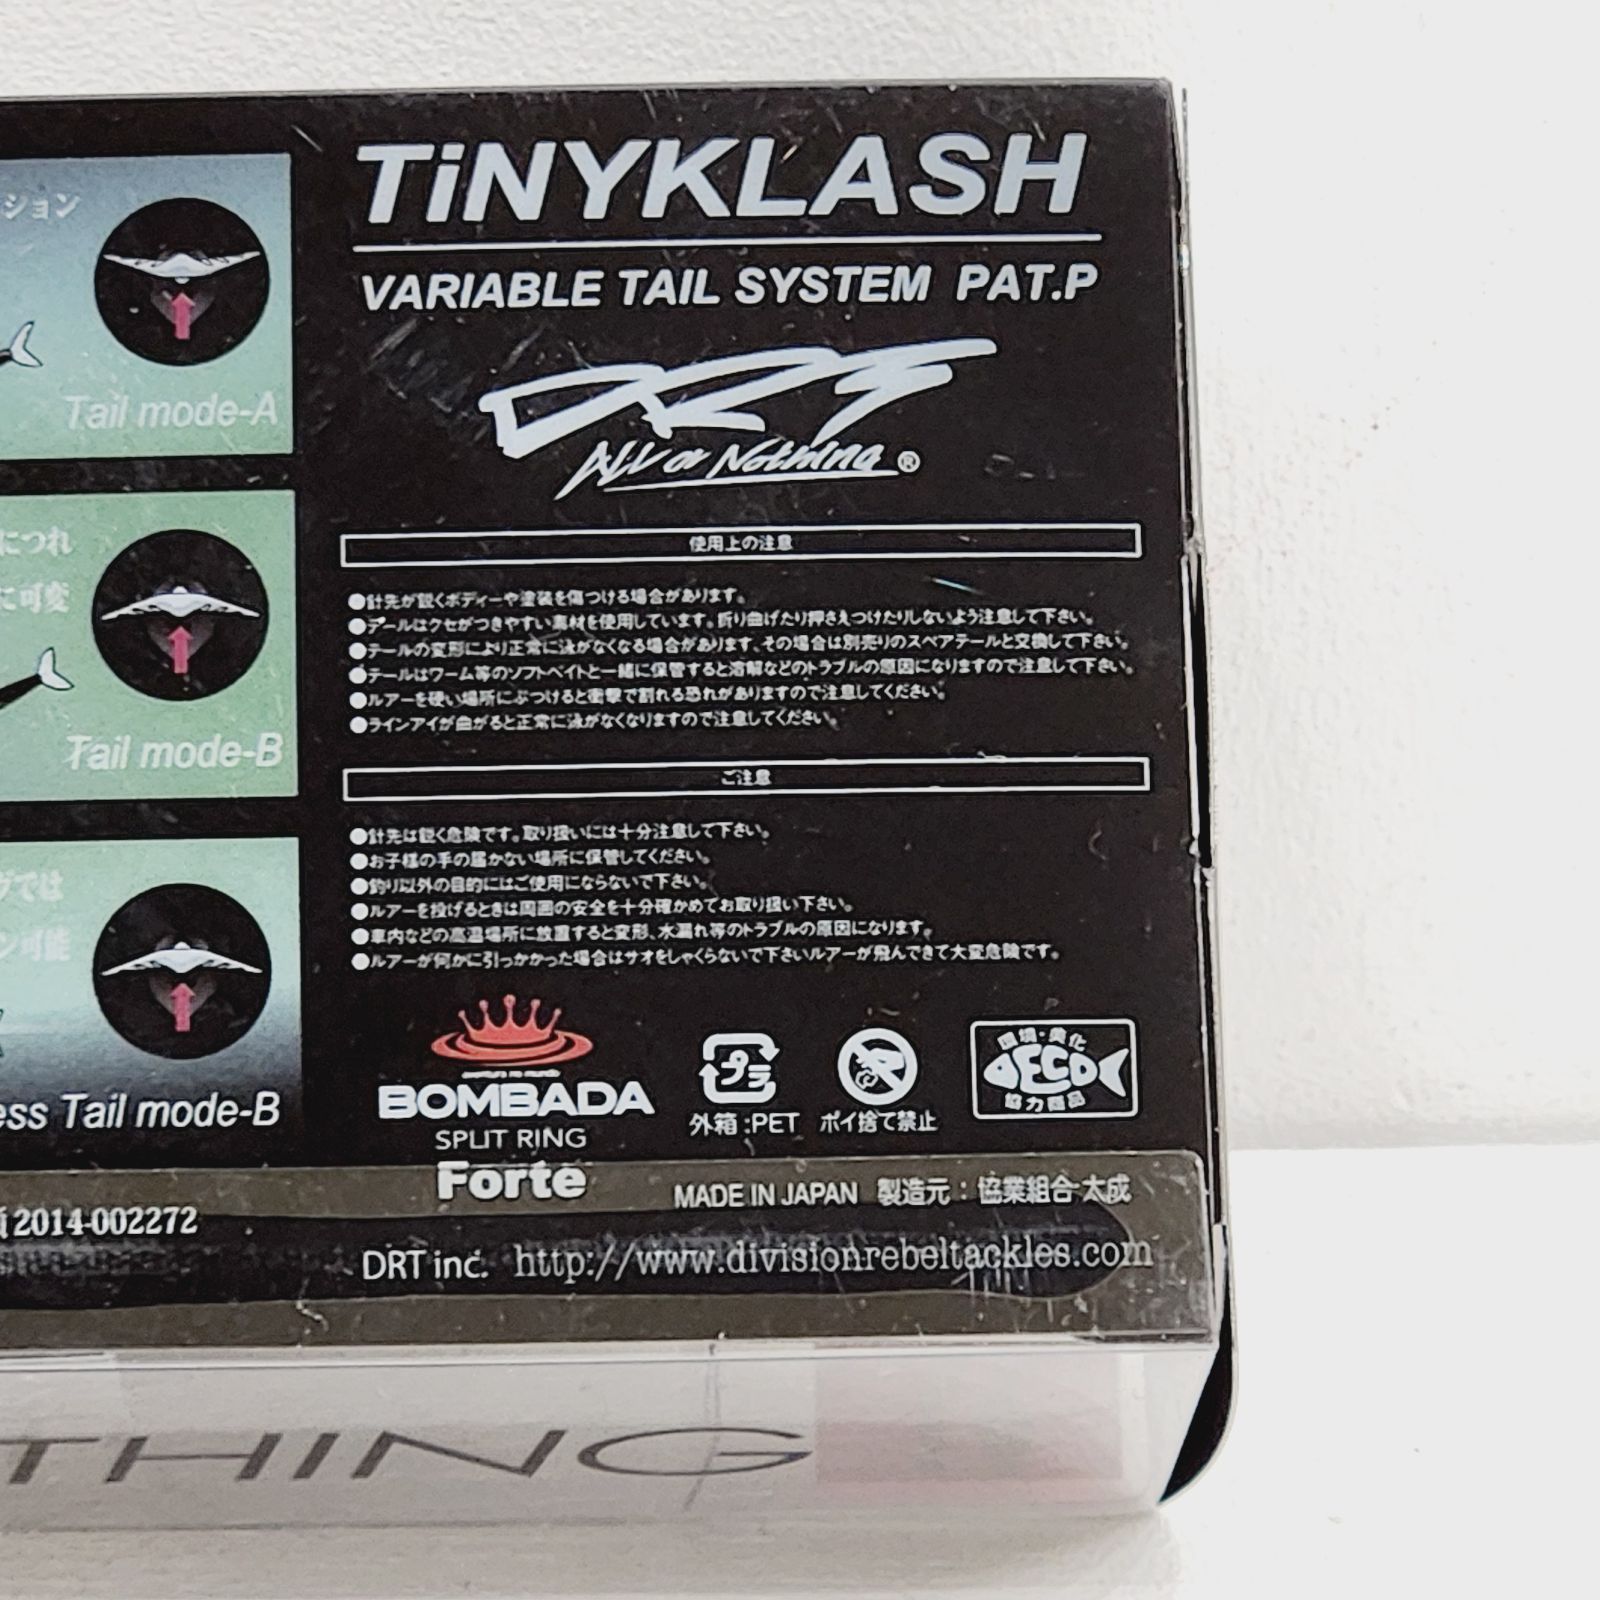 TiNYKLASH
VARIABLE TAIL SYSTEM PAT.P
DRT
ALL or Nothing ®
ション
Tail mode-A
につれ
に可変
Tail mode-B
グでは
ン可能
ess Tail mode-B
使用上の注意
●針先が鋭くボディーや塗装を傷つける場合があります。
●テールはクセがつきやすい素材を使用しています。折り曲げたり押さえつけたりしないよう注意して下さい。
●テールの変形により正常に泳がなくなる場合があります、その場合は別売りのスペアテールと交換して下さい。
●テールはワーム等のソフトベイトと一緒に保管すると溶解などのトラブルの原因になりますので注意して下さい。
●ルアーを硬い場所にぶつけると衝撃で割れる恐れがありますので注意してください。
●ラインアイが曲がると正常に泳がなくなりますので注意してください。
ご注意
●針先は鋭く危険です。取り扱いには十分注意して下さい。
●お子様の手の届かない場所に保管してください。
●釣り以外の目的にはご使用にならないで下さい。
●ルアーを投げるときは周囲の安全を十分確かめてお取り扱い下さい。
●車内などの高温場所に放置すると変形、水漏れ等のトラブルの原因になります。
●ルアーが何かに引っかかった場合はサオをしゃくらないで下さいルアーが飛んできて大変危険です。
BOMBADA
SPLIT RING
Forte
プラ
外箱:PET
ポイ捨て禁止
環境・美化
ECO
協力商品
2014-002272
MADE IN JAPAN 製造元：協業組合 太成
DRT inc. http://www.divisionrebeltackles.com
THING